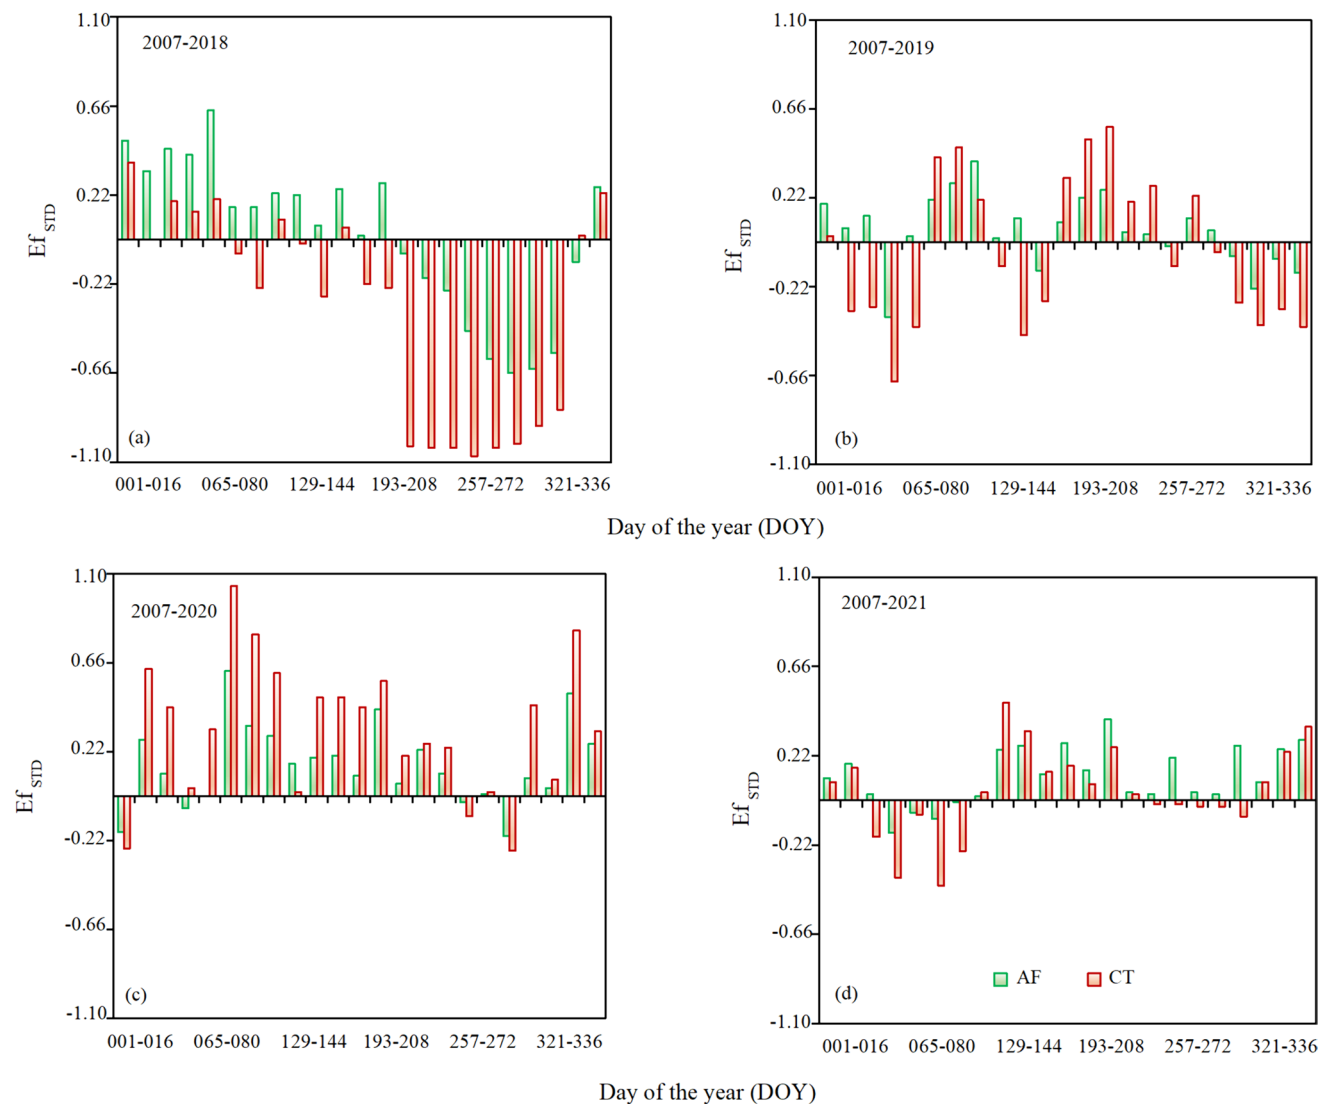 1.10
2007-2018
0.66
0.22
Ef STD
-0.22
-0.66
(a)
-1.10
001-016 065-080 129-144 193-208 257-272 321-336
1.10
2007-2019
0.66
0.22
Ef STD
-0.22
-0.66
(b)
-1.10
001-016 065-080 129-144 193-208 257-272 321-336
Day of the year (DOY)
1.10
2007-2020
0.66
0.22
Ef STD
-0.22
-0.66
(c)
-1.10
001-016 065-080 129-144 193-208 257-272 321-336
1.10
2007-2021
0.66
0.22
Ef STD
-0.22
-0.66
AF CT
(d)
-1.10
001-016 065-080 129-144 193-208 257-272 321-336
Day of the year (DOY)